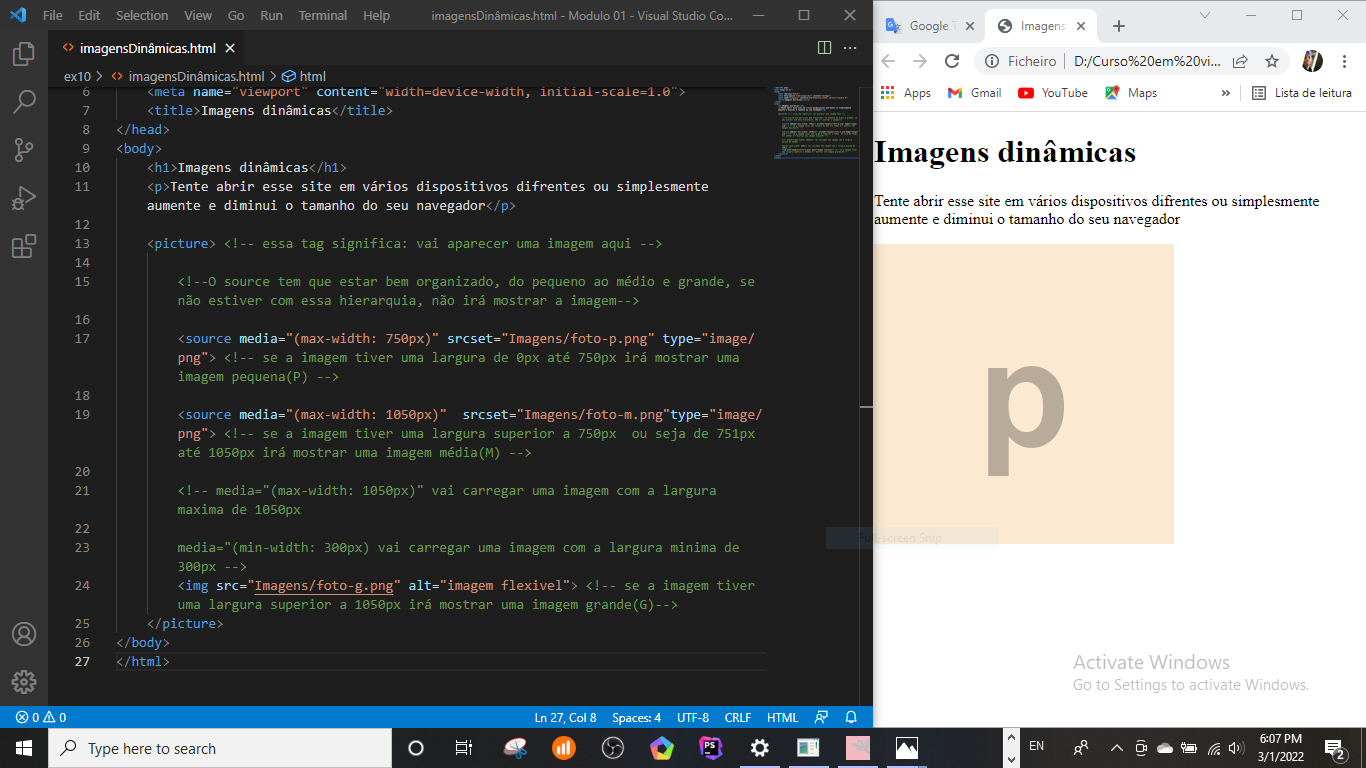 File Edit Selection View Go Run Terminal Help imagensDinâmicas.html - Modulo 01 - Visual Studio Co...
imagensDinâmicas.html
ex10 > imagensDinâmicas.html > html
6 <meta name="viewport" content="width=device-width, initial-scale=1.0">
7 <title>Imagens dinâmicas</title>
8 </head>
9 <body>
10 <h1>Imagens dinâmicas</h1>
11 <p>Tente abrir esse site em vários dispositivos difrentes ou simplesmente
aumente e diminui o tamanho do seu navegador</p>
12
13 <picture> <!-- essa tag significa: vai aparecer uma imagem aqui -->
14
15 <!--O source tem que estar bem organizado, do pequeno ao médio e grande, se
não estiver com essa hierarquia, não irá mostrar a imagem-->
16
17 <source media="(max-width: 750px)" srcset="Imagens/foto-p.png" type="image/
png"> <!-- se a imagem tiver uma largura de 0px até 750px irá mostrar uma
imagem pequena(P) -->
18
19 <source media="(max-width: 1050px)"  srcset="Imagens/foto-m.png"type="image/
png"> <!-- se a imagem tiver uma largura superior a 750px  ou seja de 751px
até 1050px irá mostrar uma imagem média(M) -->
20
21 <!-- media="(max-width: 1050px)" vai carregar uma imagem com a largura
maxima de 1050px
22
23 media="(min-width: 300px) vai carregar uma imagem com a largura minima de
300px -->
24 <img src="Imagens/foto-g.png" alt="imagem flexivel"> <!-- se a imagem tiver
uma largura superior a 1050px irá mostrar uma imagem grande(G)-->
25 </picture>
26 </body>
27 </html>
0 0 Ln 27, Col 8 Spaces: 4 UTF-8 CRLF HTML
Google T Imagens
Ficheiro D:/Curso%20em%20vi...
Apps Gmail YouTube Maps » Lista de leitura
Imagens dinâmicas
Tente abrir esse site em vários dispositivos difrentes ou simplesmente
aumente e diminui o tamanho do seu navegador
p
Full-screen Snip
Activate Windows
Go to Settings to activate Windows.
Type here to search
PS
EN
6:07 PM
3/1/2022
2